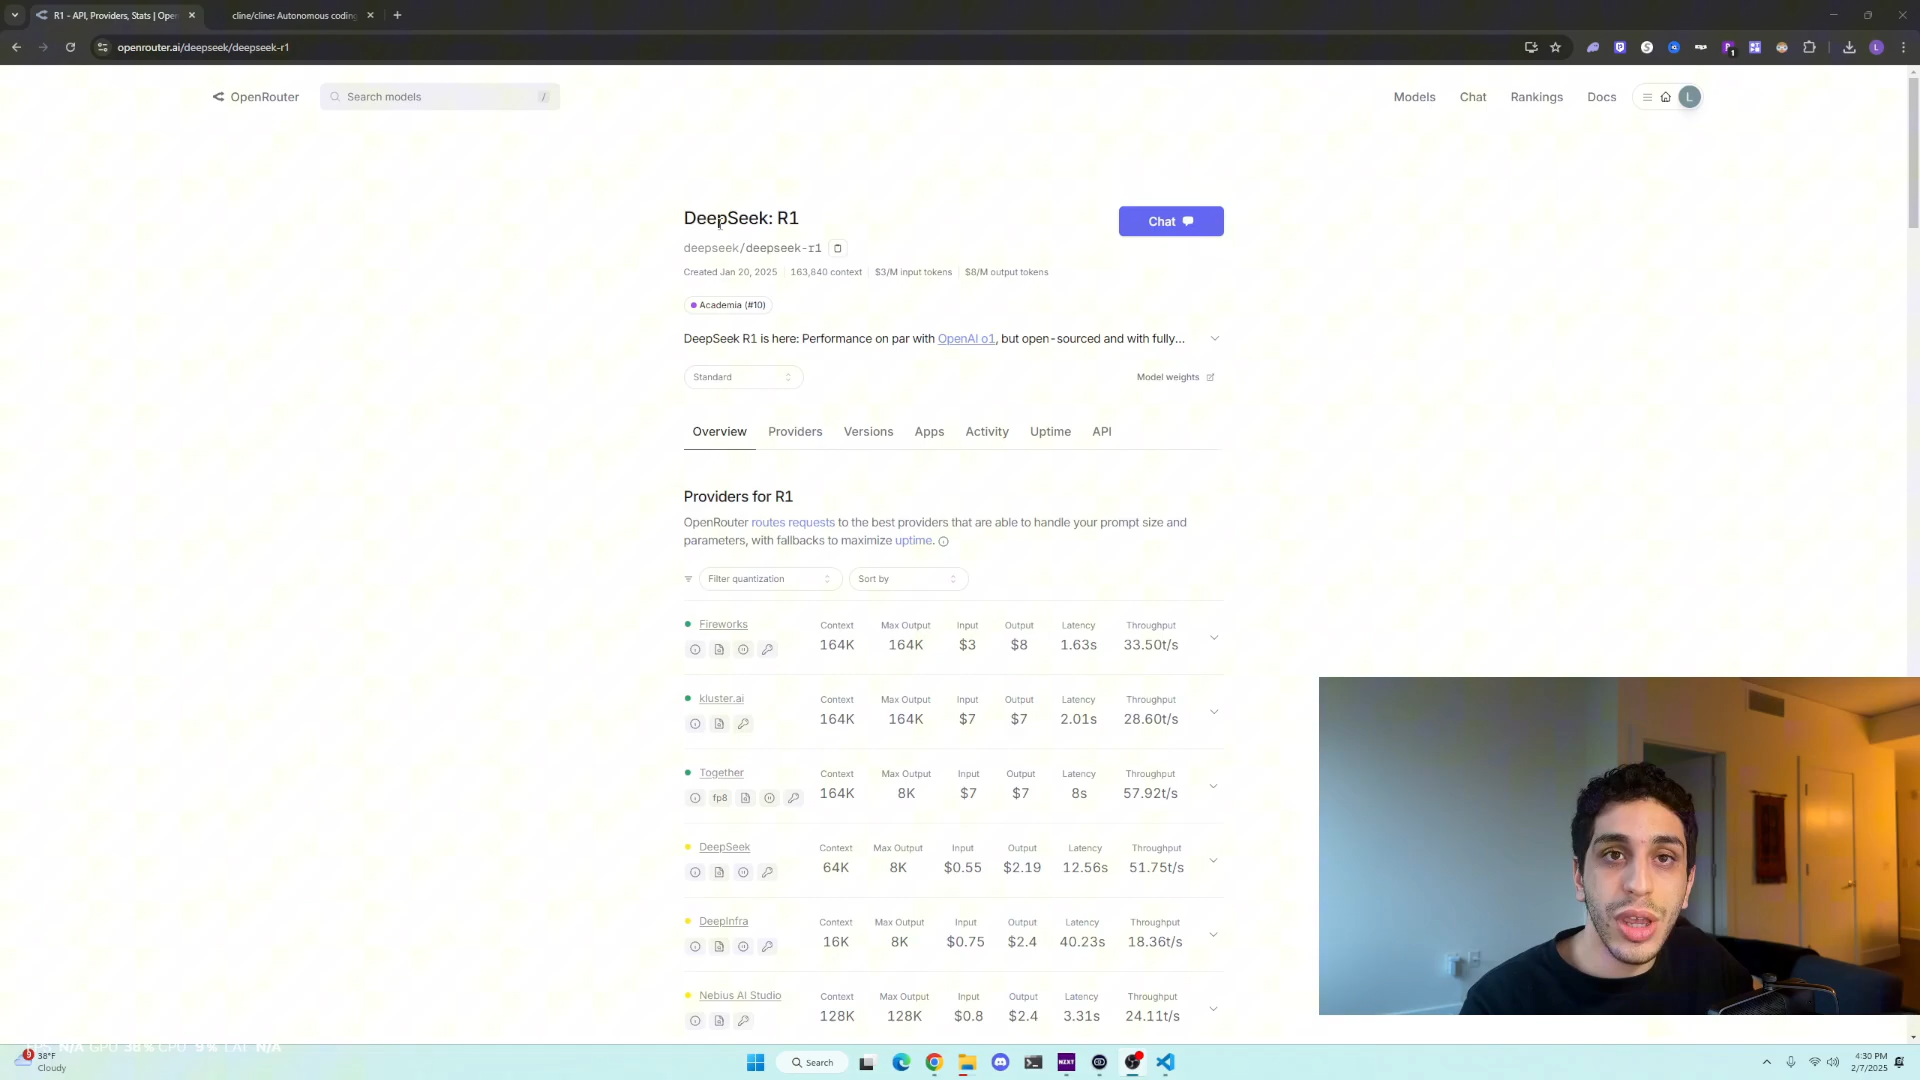 R1 - API, Providers, Stats | Open
cline/cline: Autonomous coding
openrouter.ai/deepseek/deepseek-r1
OpenRouter
Search models
/
Models
Chat
Rankings
Docs
L
DeepSeek: R1
Chat
deepseek/deepseek-r1
Created Jan 20, 2025
163,840 context
$3/M input tokens
$8/M output tokens
Academia (#10)
DeepSeek R1 is here: Performance on par with OpenAI o1, but open-sourced and with fully...
Standard
Model weights
Overview
Providers
Versions
Apps
Activity
Uptime
API
Providers for R1
OpenRouter routes requests to the best providers that are able to handle your prompt size and
parameters, with fallbacks to maximize uptime.
Filter quantization
Sort by
Fireworks
Context
Max Output
Input
Output
Latency
Throughput
164K
164K
$3
$8
1.63s
33.50t/s
kluster.ai
Context
Max Output
Input
Output
Latency
Throughput
164K
164K
$7
$7
2.01s
28.60t/s
Together
fp8
Context
Max Output
Input
Output
Latency
Throughput
164K
8K
$7
$7
8s
57.92t/s
DeepSeek
Context
Max Output
Input
Output
Latency
Throughput
64K
8K
$0.55
$2.19
12.56s
51.75t/s
DeepInfra
Context
Max Output
Input
Output
Latency
Throughput
16K
8K
$0.75
$2.4
40.23s
18.36t/s
Nebius AI Studio
Context
Max Output
Input
Output
Latency
Throughput
128K
128K
$0.8
$2.4
3.31s
24.11t/s
N/A GPU 38% CPU 9% LAT N/A
38°F
Cloudy
Search
NZXT
4:30 PM
2/7/2025